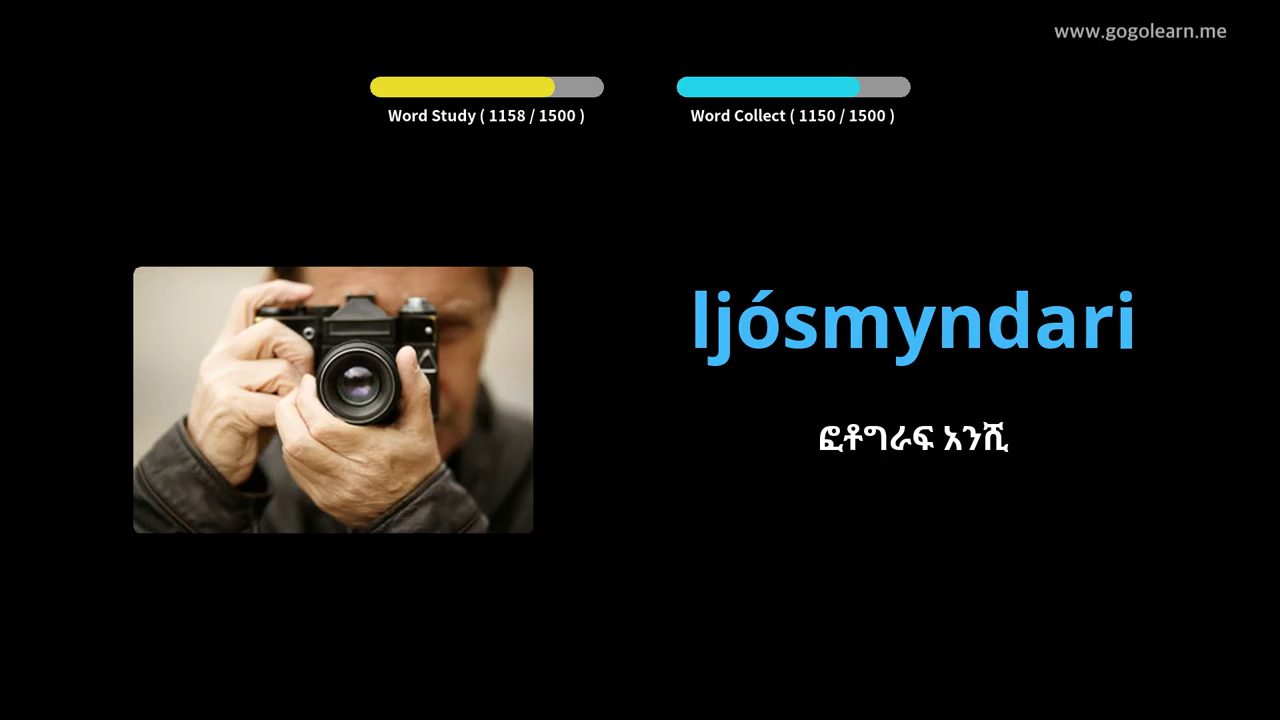 www.gogolearn.me
Word Study ( 1158 / 1500 )
Word Collect ( 1150 / 1500 )
ljósmyndari
ፎቶግራፍ አንሺ